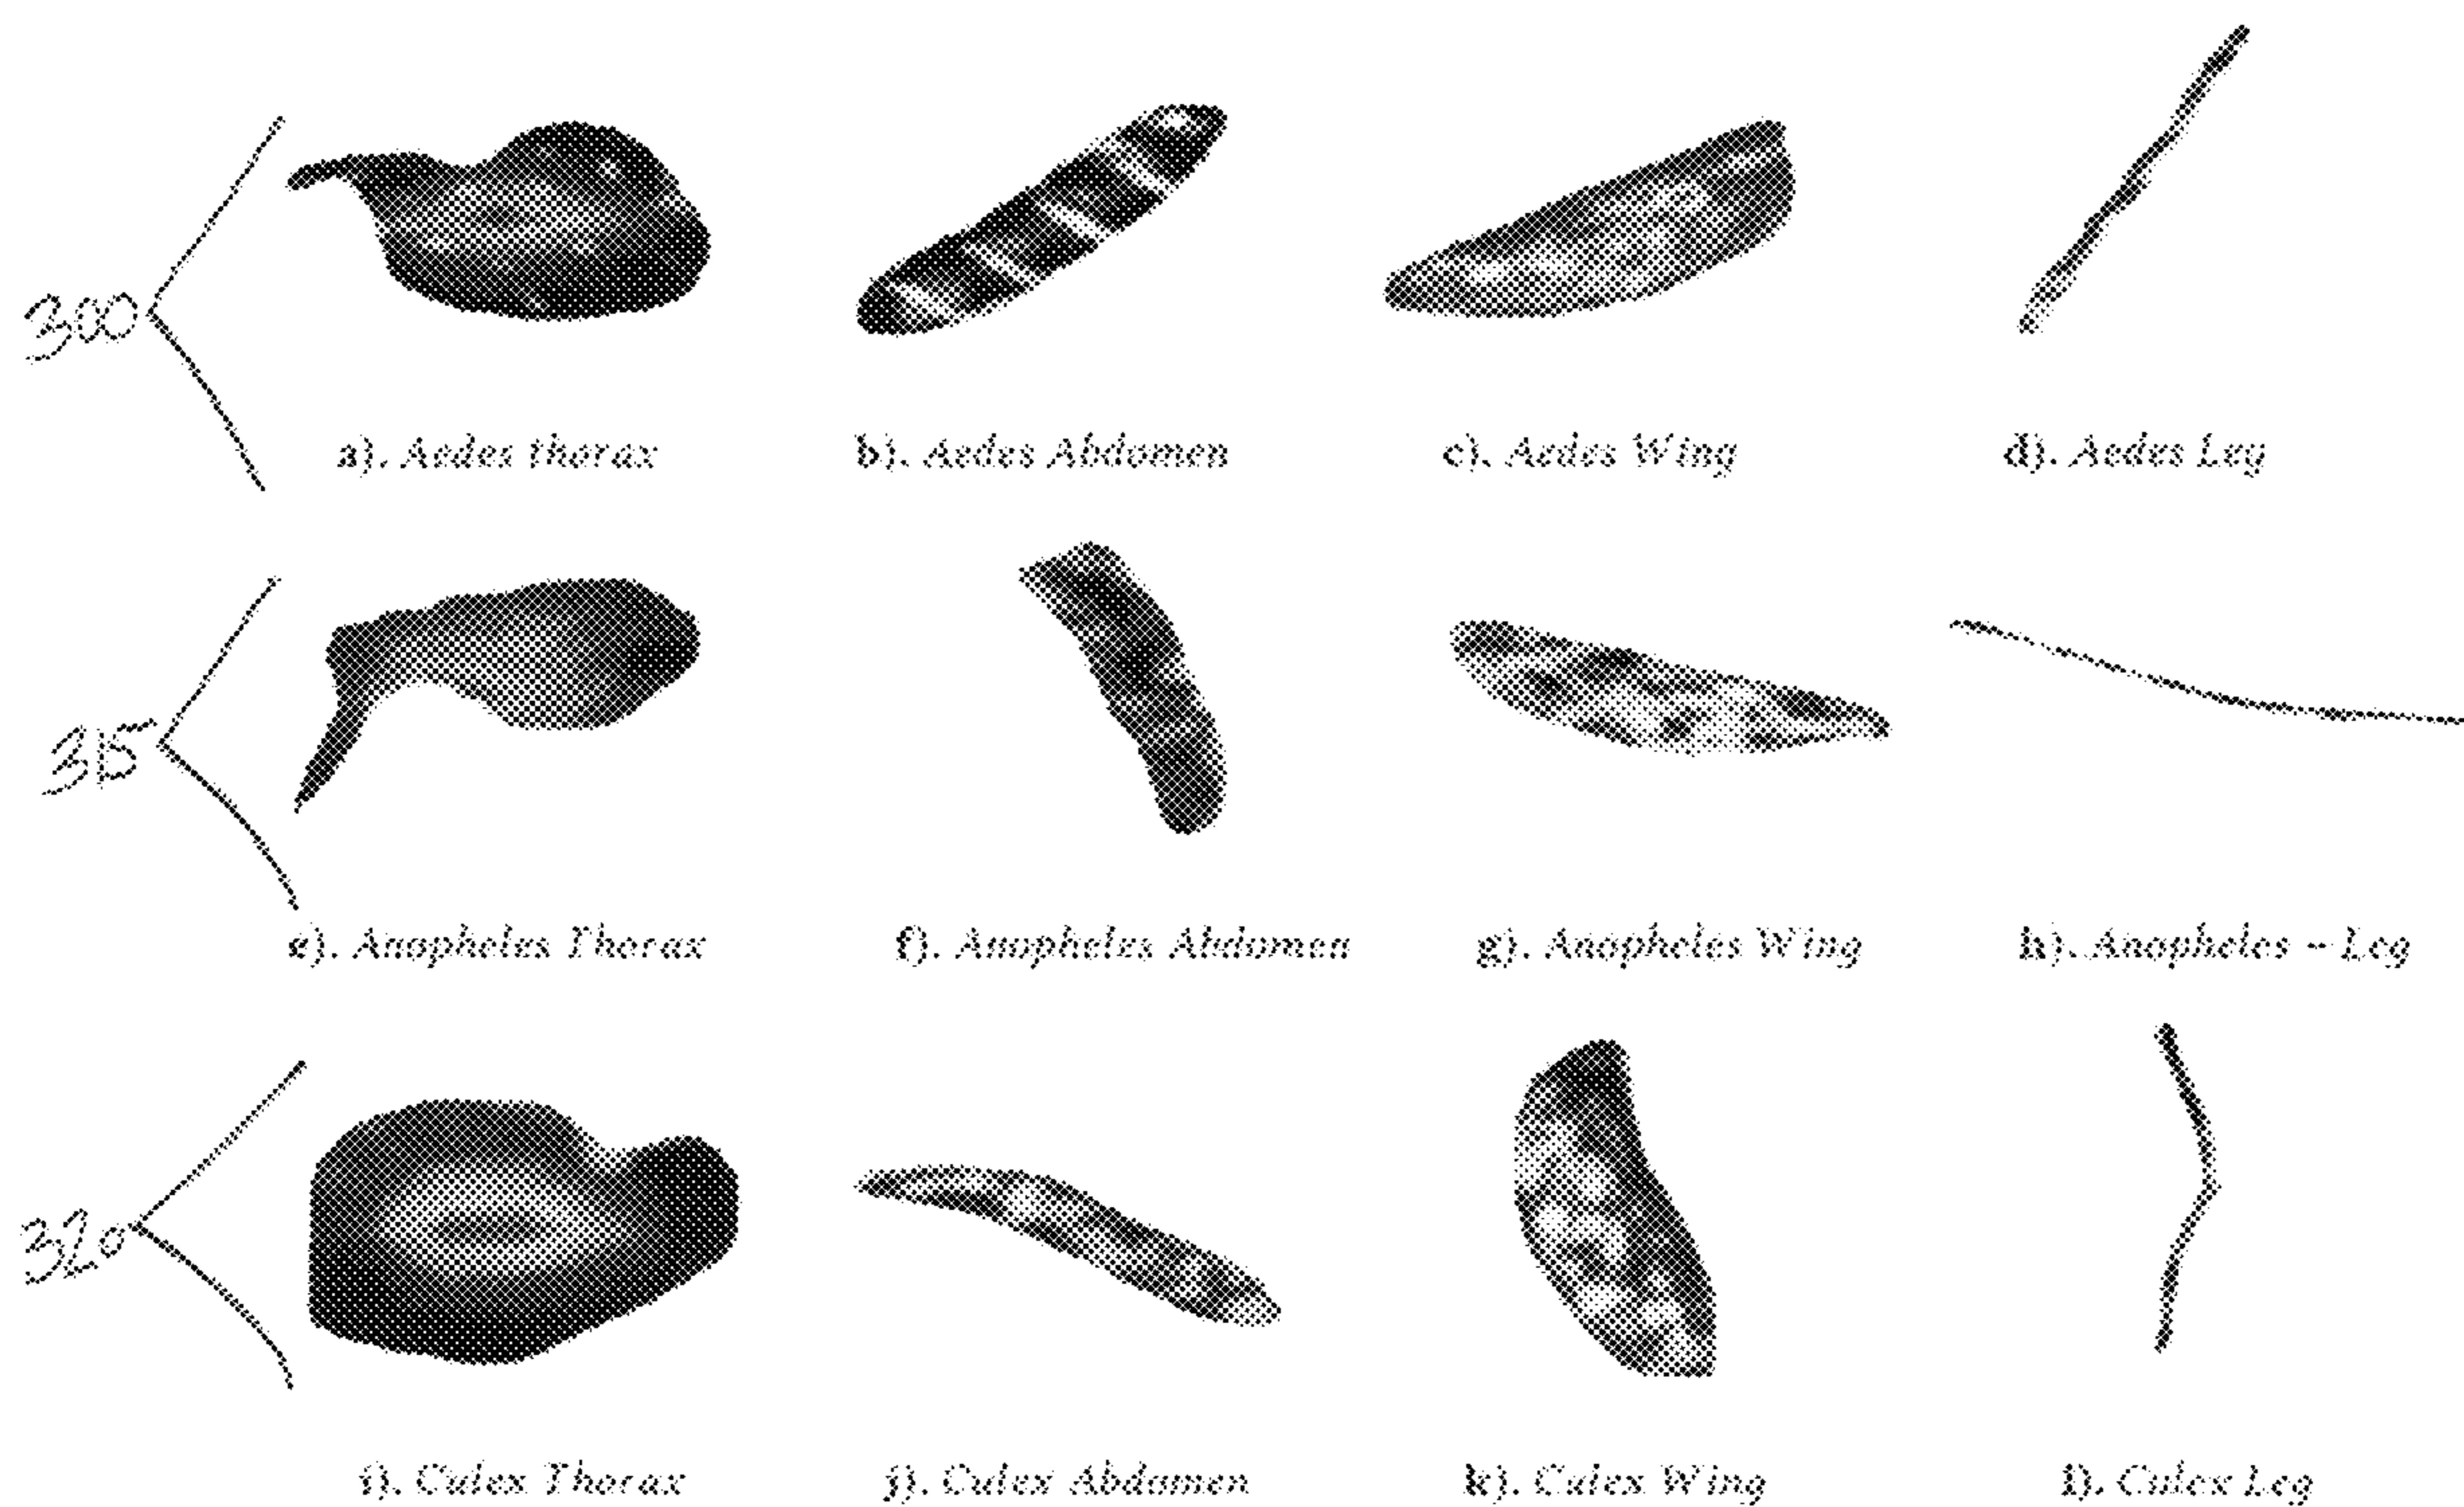 300
a). Aedes thorax
b). Aedes Abdomen
c). Aedes Wing
d). Aedes Leg
315
e). Anopheles Thorax
f). Anopheles Abdomen
g). Anopheles Wing
h). Anopheles - Leg
320
i). Culex Thorax
j). Culex Abdomen
k). Culex Wing
l). Culex Leg